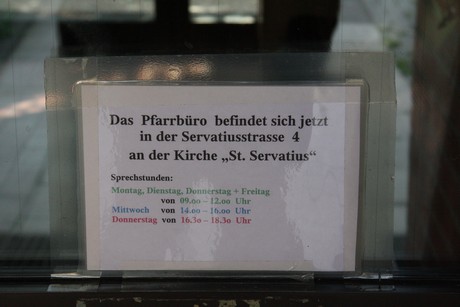 Das Pfarrbüro befindet sich jetzt
in der Servatiusstrasse 4
an der Kirche „St. Servatius“
Sprechstunden:
Montag, Dienstag, Donnerstag + Freitag
von 09.00 – 12.00 Uhr
Mittwoch von 14.00 – 16.00 Uhr
Donnerstag von 16.30 – 18.30 Uhr